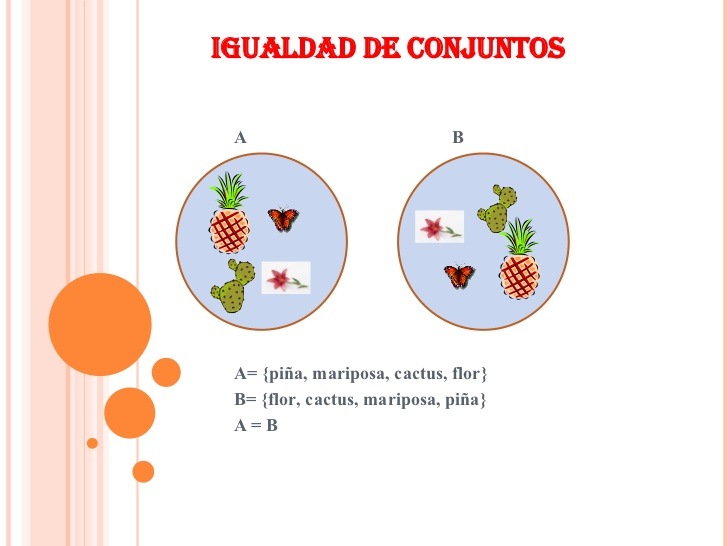 IGUALDAD DE CONJUNTOS
A B
A= {piña, mariposa, cactus, flor}
B= {flor, cactus, mariposa, piña}
A = B